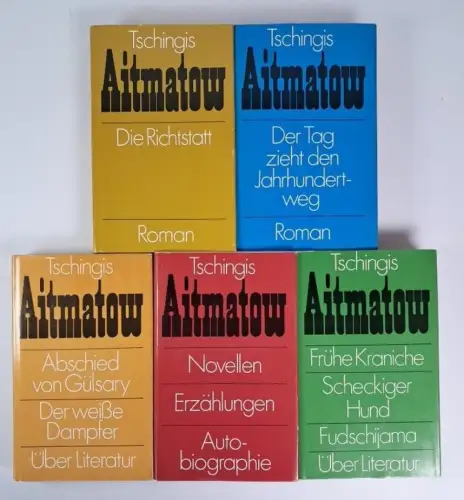 Tschingis
Aitmatow
Die Richtstatt
Roman
Tschingis
Aitmatow
Der Tag
zieht den
Jahrhundert-
weg
Roman
Tschingis
Aitmatow
Abschied
von Gülsary
Der weiße
Dampfer
Über Literatur
Tschingis
Aitmatow
Novellen
Erzählungen
Auto-
biographie
Tschingis
Aitmatow
Frühe Kraniche
Scheckiger
Hund
Fudschijama
Über Literatur